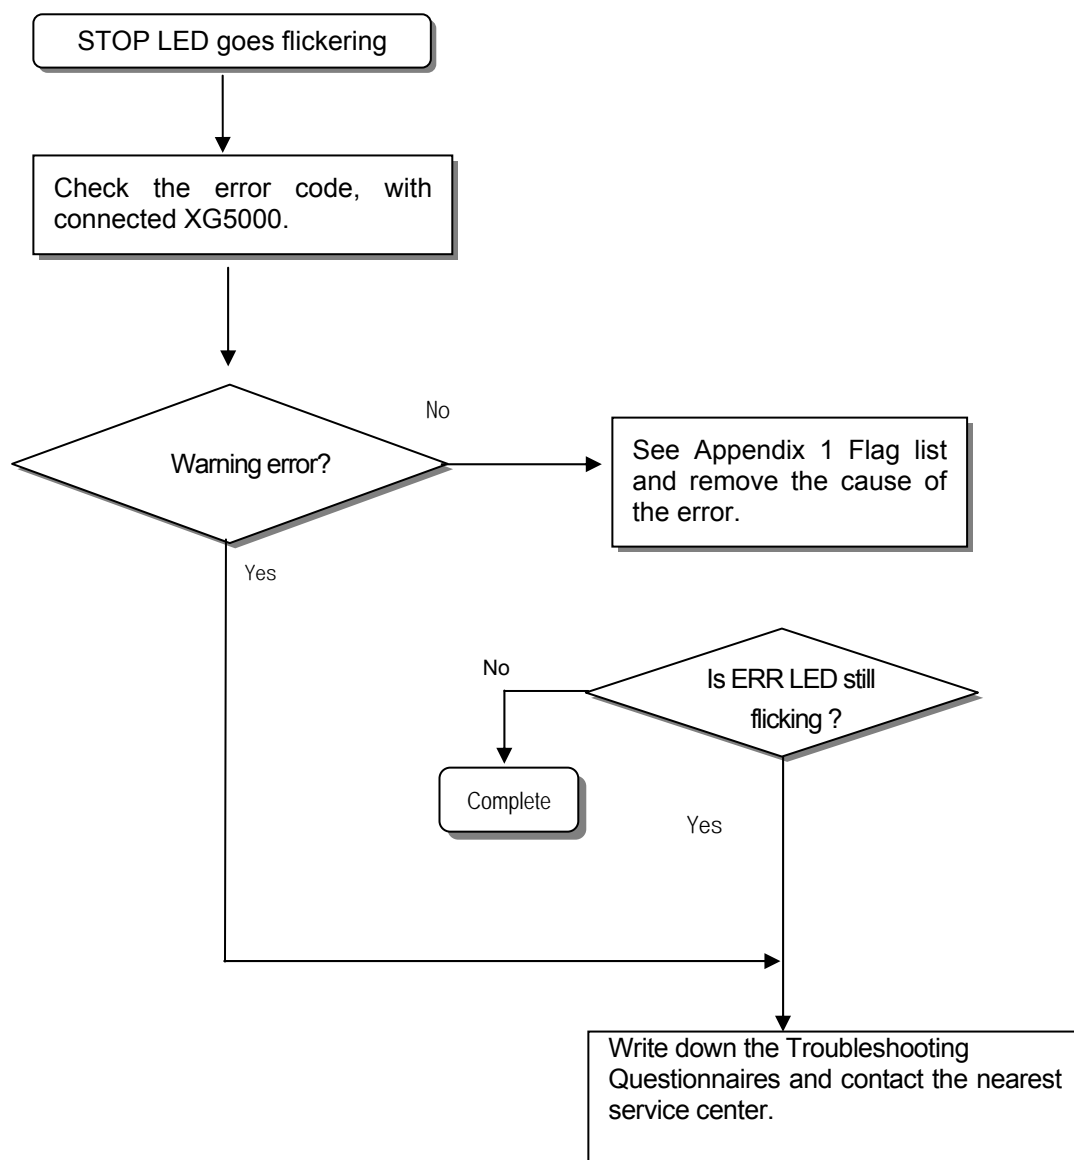 STOP LED goes flickering
Check the error code, with
connected XG5000.
No
Warning error?
See Appendix 1 Flag list
and remove the cause of
the error.
Yes
No
Is ERR LED still
flicking ?
Complete
Yes
Write down the Troubleshooting
Questionnaires and contact the nearest
service center.